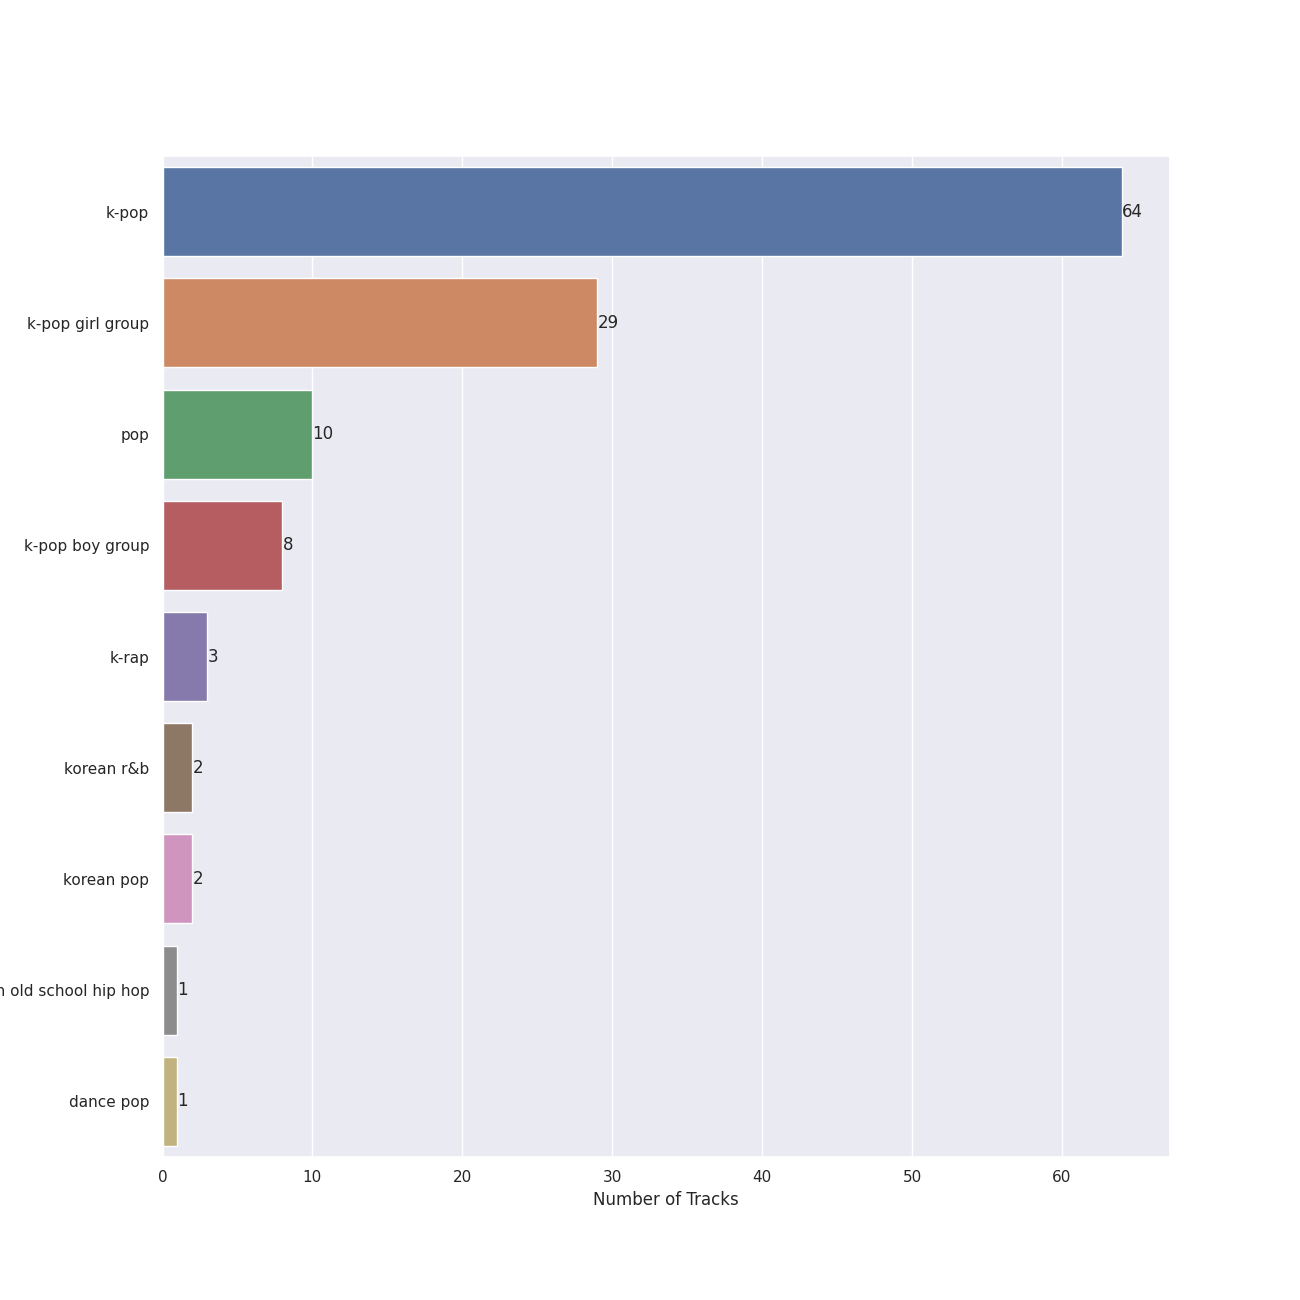 k-pop 64
k-pop girl group 29
pop 10
k-pop boy group 8
k-rap 3
korean r&b 2
korean pop 2
old school hip hop 1
dance pop 1
0 10 20 30 40 50 60
Number of Tracks